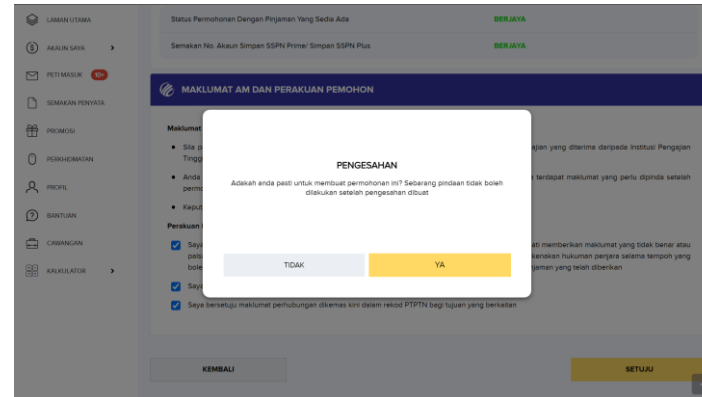 LAMAN UTAMA
AKAUN SAYA
PETI MASUK 10+
SEMAKAN PENYATA
PROMOSI
PERKHIDMATAN
PROFIL
BANTUAN
CAWANGAN
KALKULATOR
Status Permohonan Dengan Pinjaman Yang Sedia Ada BERJAYA
Semakan No. Akaun Simpan SSPN Prime/ Simpan SSPN Plus BERJAYA
MAKLUMAT AM DAN PERAKUAN PEMOHON
Maklumat
Sila
ajian yang diterima daripada Institusi Pengajian
Tingg
Anda
terdapat maklumat yang perlu dipinda setelah
permo
Keput
Perakuan
Saya
ati memberikan maklumat yang tidak benar atau
pals
kenakan hukuman penjara selama tempoh yang
bole
njaman yang telah diberikan
Saya
Saya bersetuju maklumat perhubungan dikemas kini dalam rekod PTPTN bagi tujuan yang berkaitan
PENGESAHAN
Adakah anda pasti untuk membuat permohonan ini? Sebarang pindaan tidak boleh
dilakukan setelah pengesahan dibuat
TIDAK
YA
KEMBALI
SETUJU